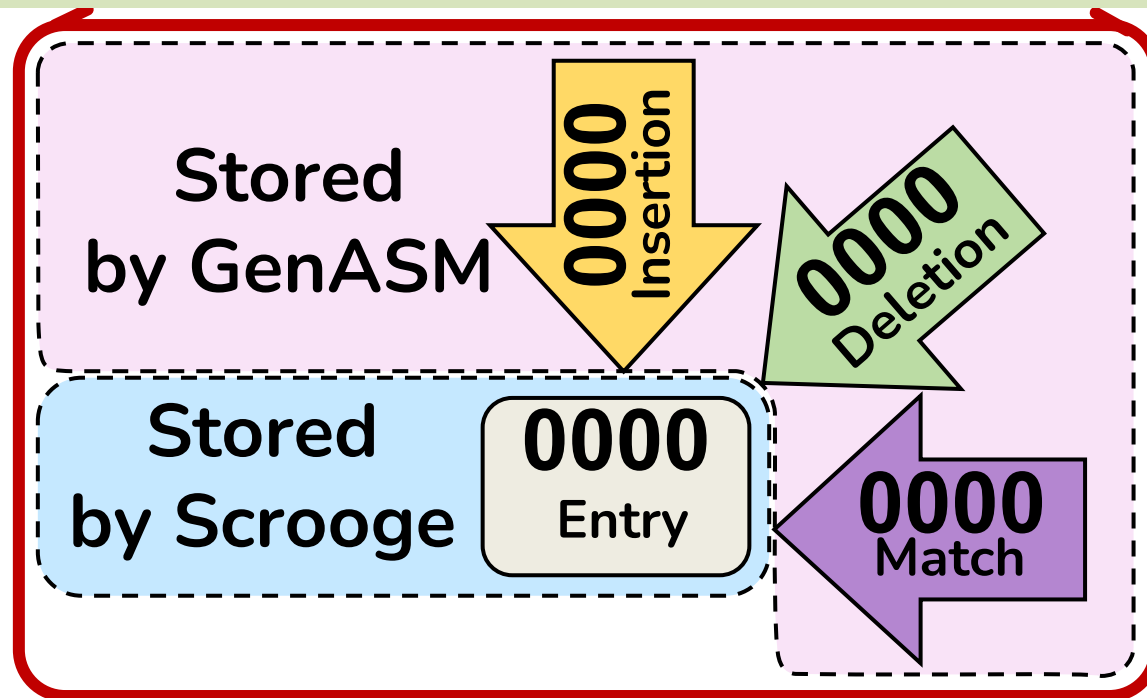 Stored
by GenASM
0000
Insertion
0000
Deletion
Stored
by Scrooge
0000
Entry
0000
Match